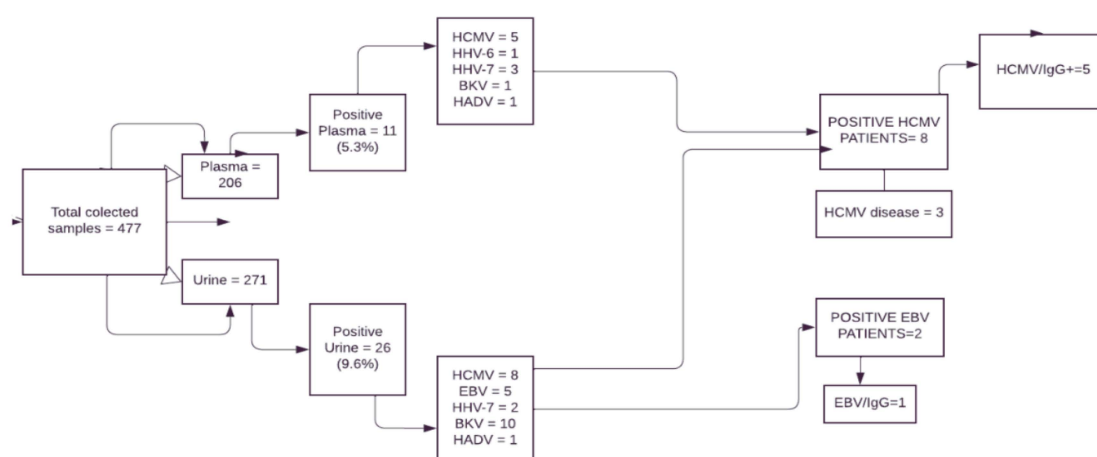 Total colected
samples = 477
Plasma =
206
Urine = 271
Positive
Plasma = 11
(5.3%)
Positive
Urine = 26
(9.6%)
HCMV = 5
HHV-6 = 1
HHV-7 = 3
BKV = 1
HADV = 1
HCMV = 8
EBV = 5
HHV-7 = 2
BKV = 10
HADV = 1
POSITIVE HCMV
PATIENTS= 8
HCMV disease = 3
HCMV/IgG+=5
POSITIVE EBV
PATIENTS=2
EBV/IgG=1